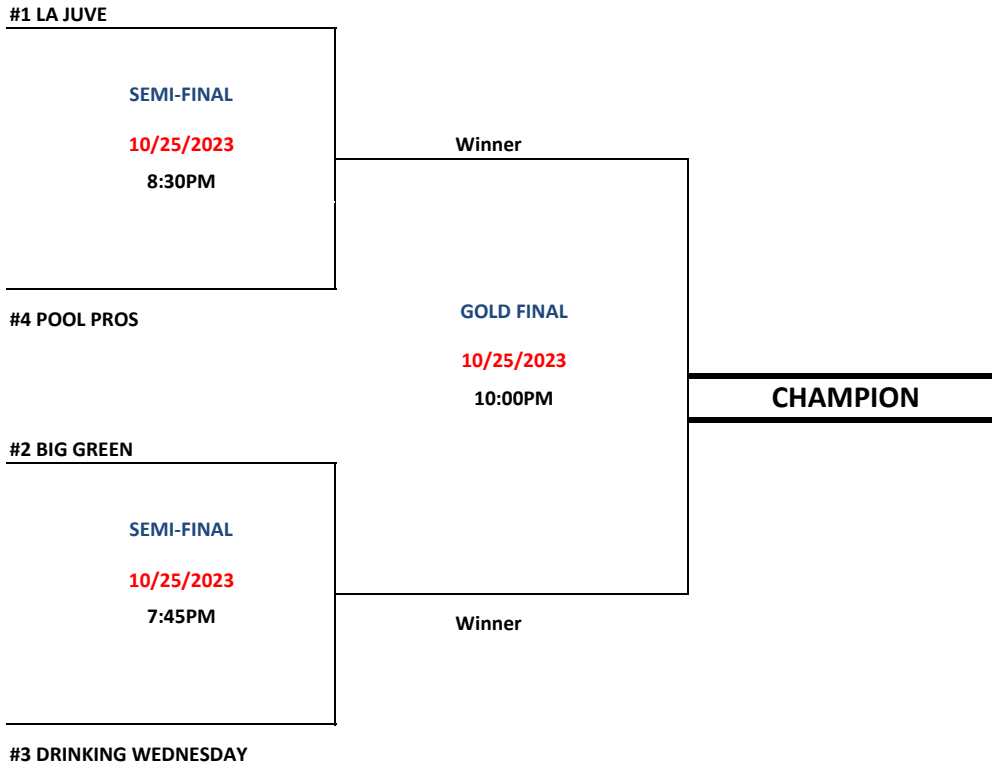 #1 LA JUVE
SEMI-FINAL
10/25/2023
8:30PM
Winner
#4 POOL PROS
GOLD FINAL
10/25/2023
10:00PM
CHAMPION
#2 BIG GREEN
SEMI-FINAL
10/25/2023
7:45PM
Winner
#3 DRINKING WEDNESDAY